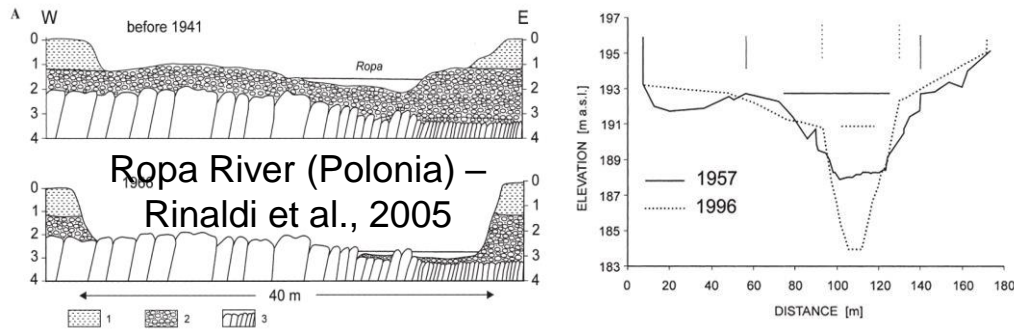 A W E
before 1941
0 0
Ropa
1 1
2 2
3 3
4 4
Ropa River (Polonia) –
Rinaldi et al., 2005
0 0
1 1
2 2
3 3
4 4
40 m
1 2 3
197
195
193
191
189
187
185
183
ELEVATION [m a.s.l.]
1957
1996
0 20 40 60 80 100 120 140 160 180
DISTANCE [m]